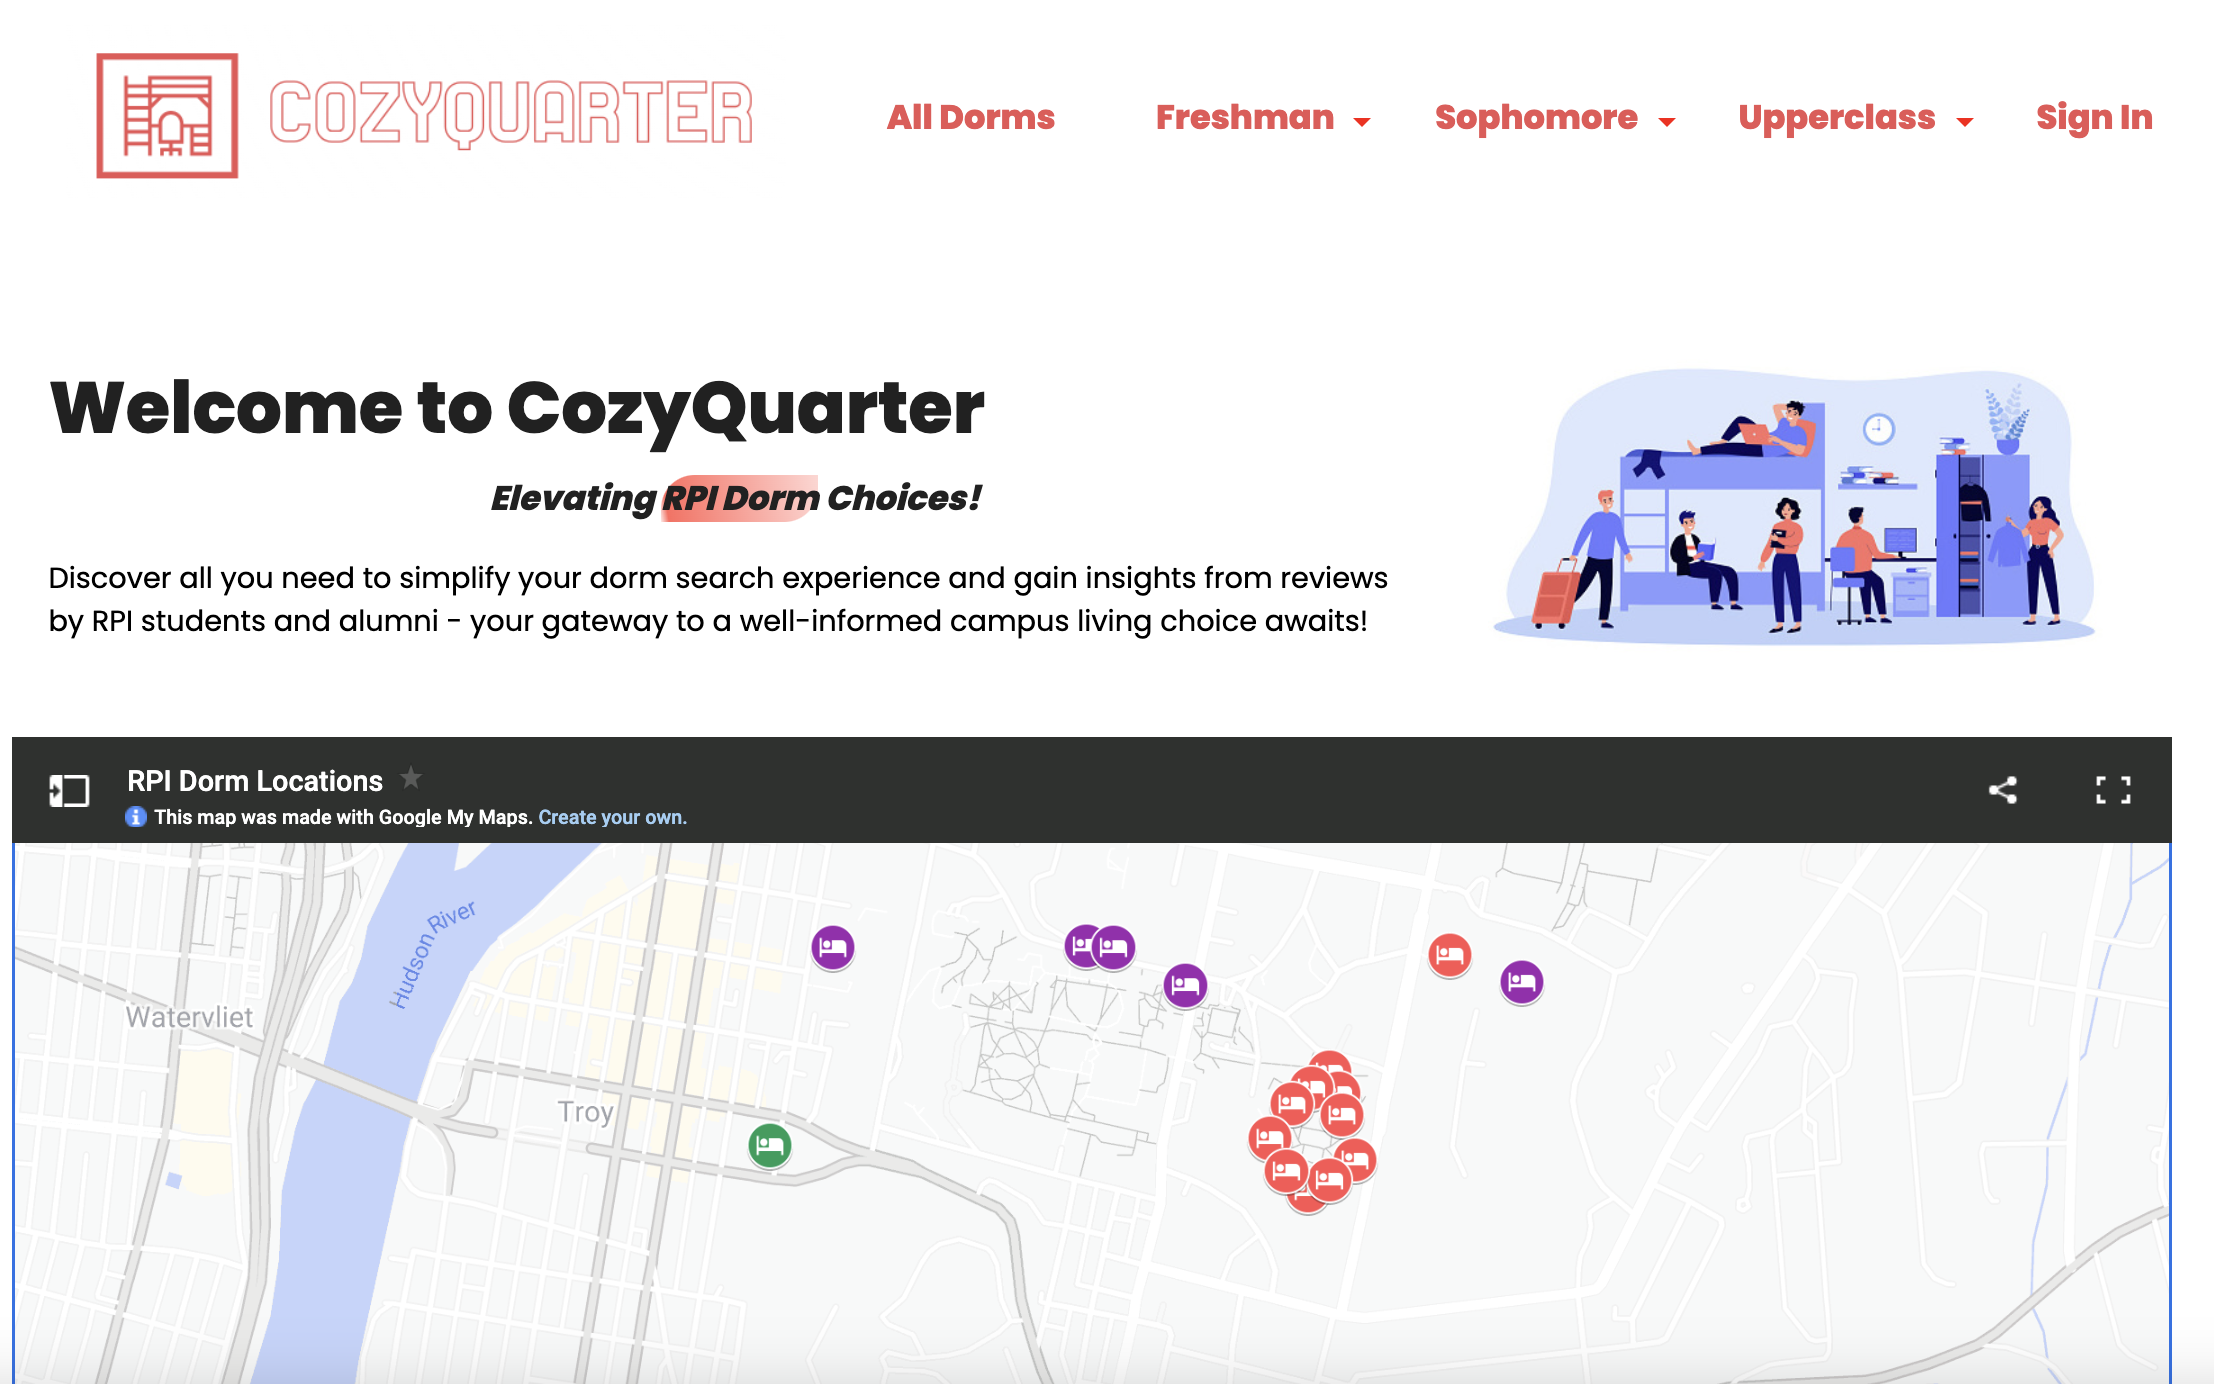 COZYQUARTER
All Dorms
Freshman
Sophomore
Upperclass
Sign In
Welcome to CozyQuarter
Elevating RPI Dorm Choices!
Discover all you need to simplify your dorm search experience and gain insights from reviews
by RPI students and alumni - your gateway to a well-informed campus living choice awaits!
RPI Dorm Locations
This map was made with Google My Maps. Create your own.
Hudson River
Watervliet
Troy